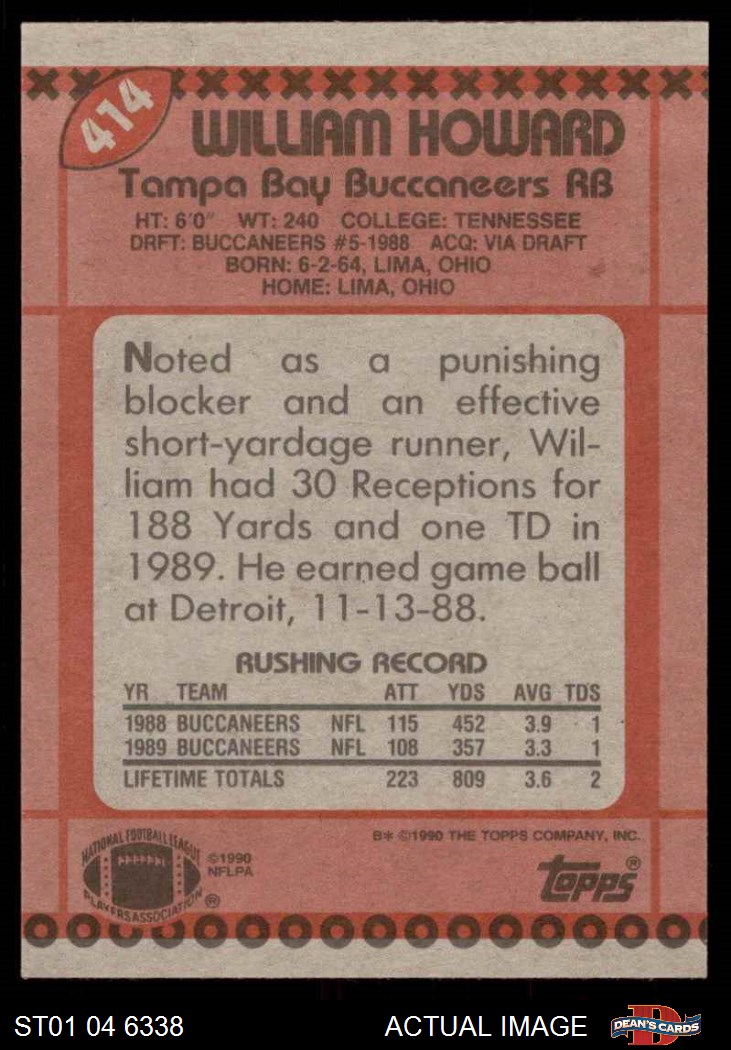 414
WILLIAM HOWARD
Tampa Bay Buccaneers RB
HT: 6'0" WT: 240 COLLEGE: TENNESSEE
DRFT: BUCCANEERS #5-1988 ACQ: VIA DRAFT
BORN: 6-2-64, LIMA, OHIO
HOME: LIMA, OHIO
Noted as a punishing
blocker and an effective
short-yardage runner, Wil-
liam had 30 Receptions for
188 Yards and one TD in
1989. He earned game ball
at Detroit, 11-13-88.
RUSHING RECORD
YR TEAM ATT YDS AVG TDS
1988 BUCCANEERS NFL 115 452 3.9 1
1989 BUCCANEERS NFL 108 357 3.3 1
LIFETIME TOTALS 223 809 3.6 2
B* ©1990 THE TOPPS COMPANY, INC.
NATIONAL FOOTBALL LEAGUE
PLAYERS ASSOCIATION ®
©1990
NFLPA
topps®
ST01 04 6338
ACTUAL IMAGE
D
DEAN'S CARDS